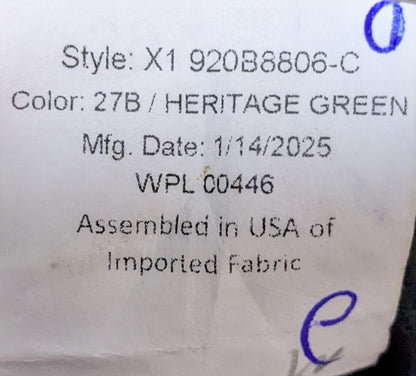 Style: X1 920B8806-C
Color: 27B / HERITAGE GREEN
Mfg. Date: 1/14/2025
WPL 00446
Assembled in USA of
Imported Fabric